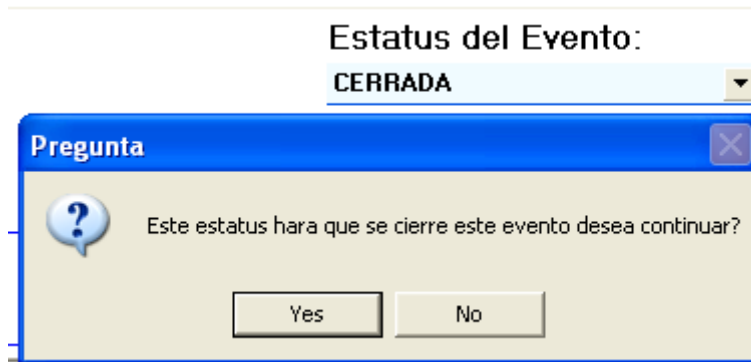 Estatus del Evento:
CERRADA
Pregunta
Este estatus hara que se cierre este evento desea continuar?
Yes
No